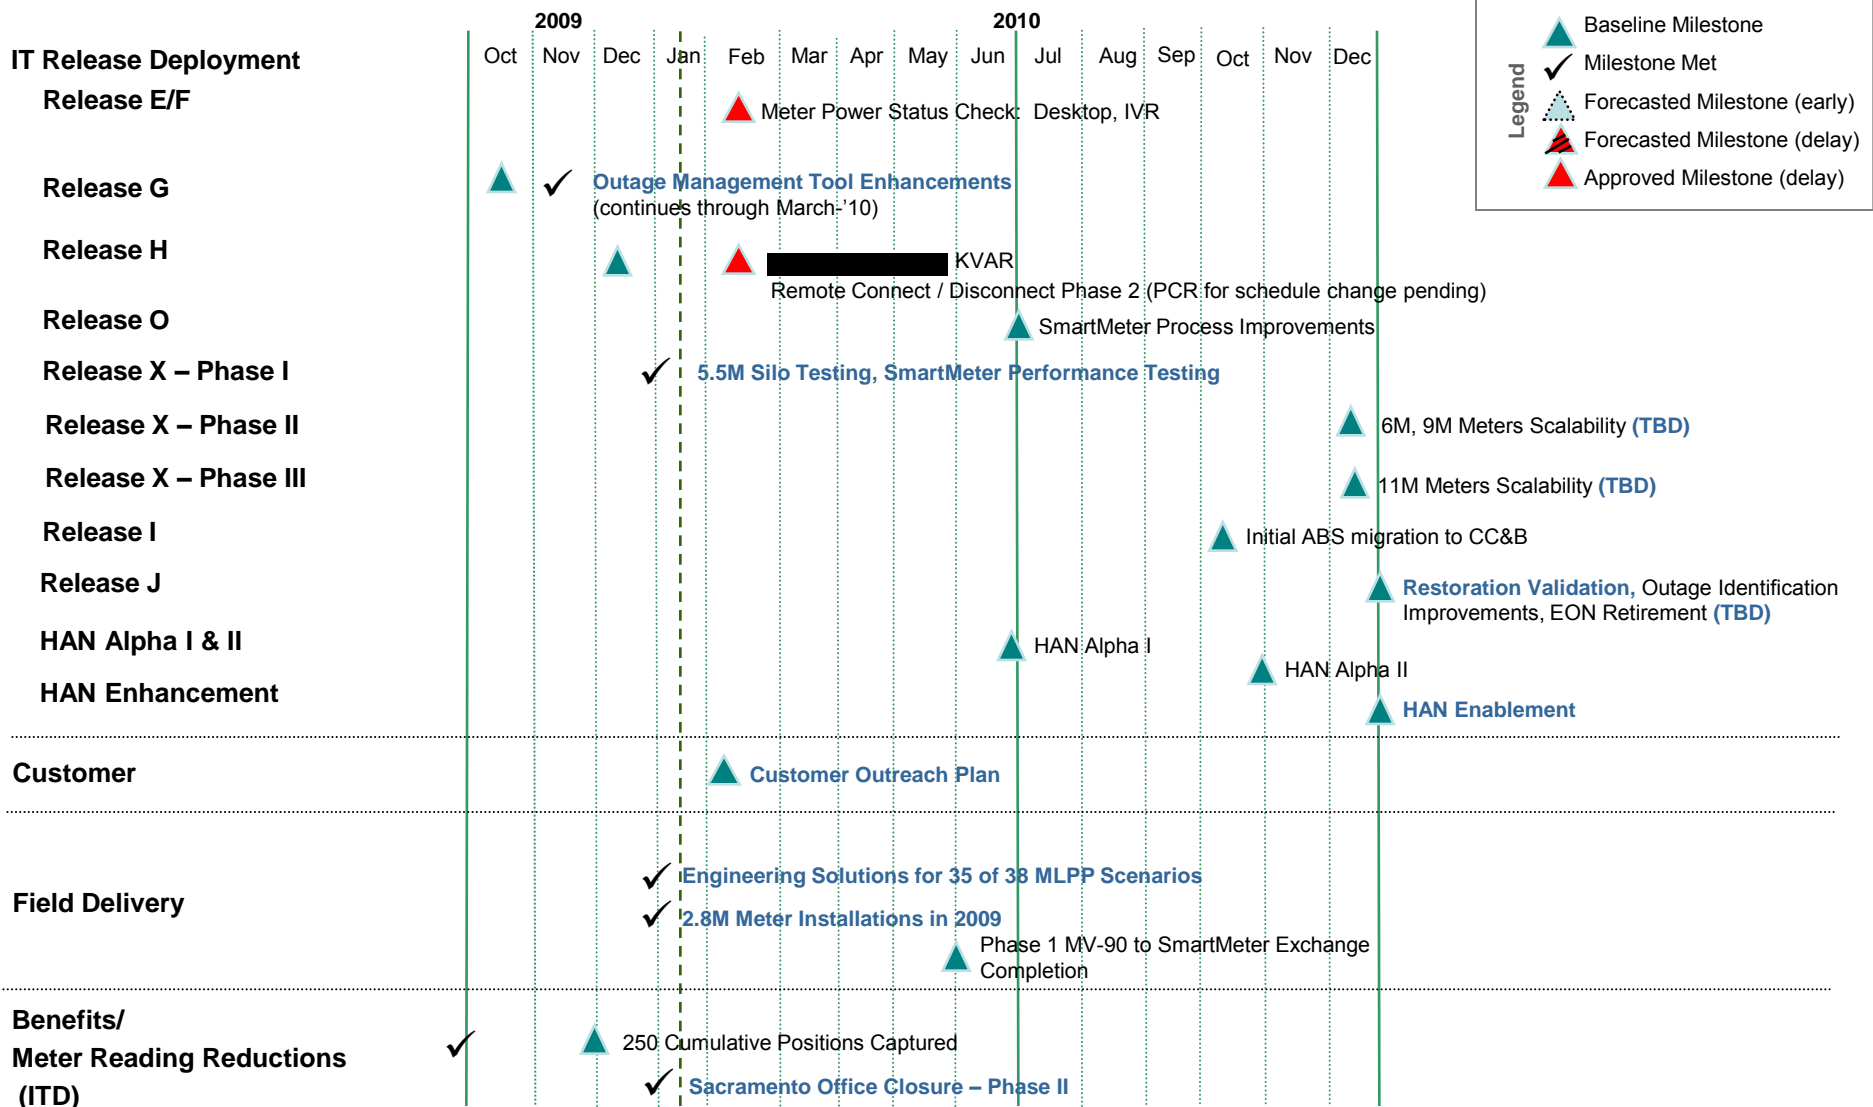 2009
2010
Oct Nov Dec Jan Feb Mar Apr May Jun Jul Aug Sep Oct Nov Dec
Legend
Baseline Milestone
Milestone Met
Forecasted Milestone (early)
Forecasted Milestone (delay)
Approved Milestone (delay)
IT Release Deployment
Release E/F
Meter Power Status Check: Desktop, IVR
Release G
Outage Management Tool Enhancements
(continues through March-'10)
Release H
KVAR
Remote Connect / Disconnect Phase 2 (PCR for schedule change pending)
Release O
SmartMeter Process Improvements
Release X – Phase I
5.5M Silo Testing, SmartMeter Performance Testing
Release X – Phase II
6M, 9M Meters Scalability (TBD)
Release X – Phase III
11M Meters Scalability (TBD)
Release I
Initial ABS migration to CC&B
Release J
Restoration Validation, Outage Identification
Improvements, EON Retirement (TBD)
HAN Alpha I & II
HAN Alpha I
HAN Alpha II
HAN Enhancement
HAN Enablement
Customer
Customer Outreach Plan
Field Delivery
Engineering Solutions for 35 of 38 MLPP Scenarios
2.8M Meter Installations in 2009
Phase 1 MV-90 to SmartMeter Exchange
Completion
Benefits/
Meter Reading Reductions
(ITD)
250 Cumulative Positions Captured
Sacramento Office Closure – Phase II